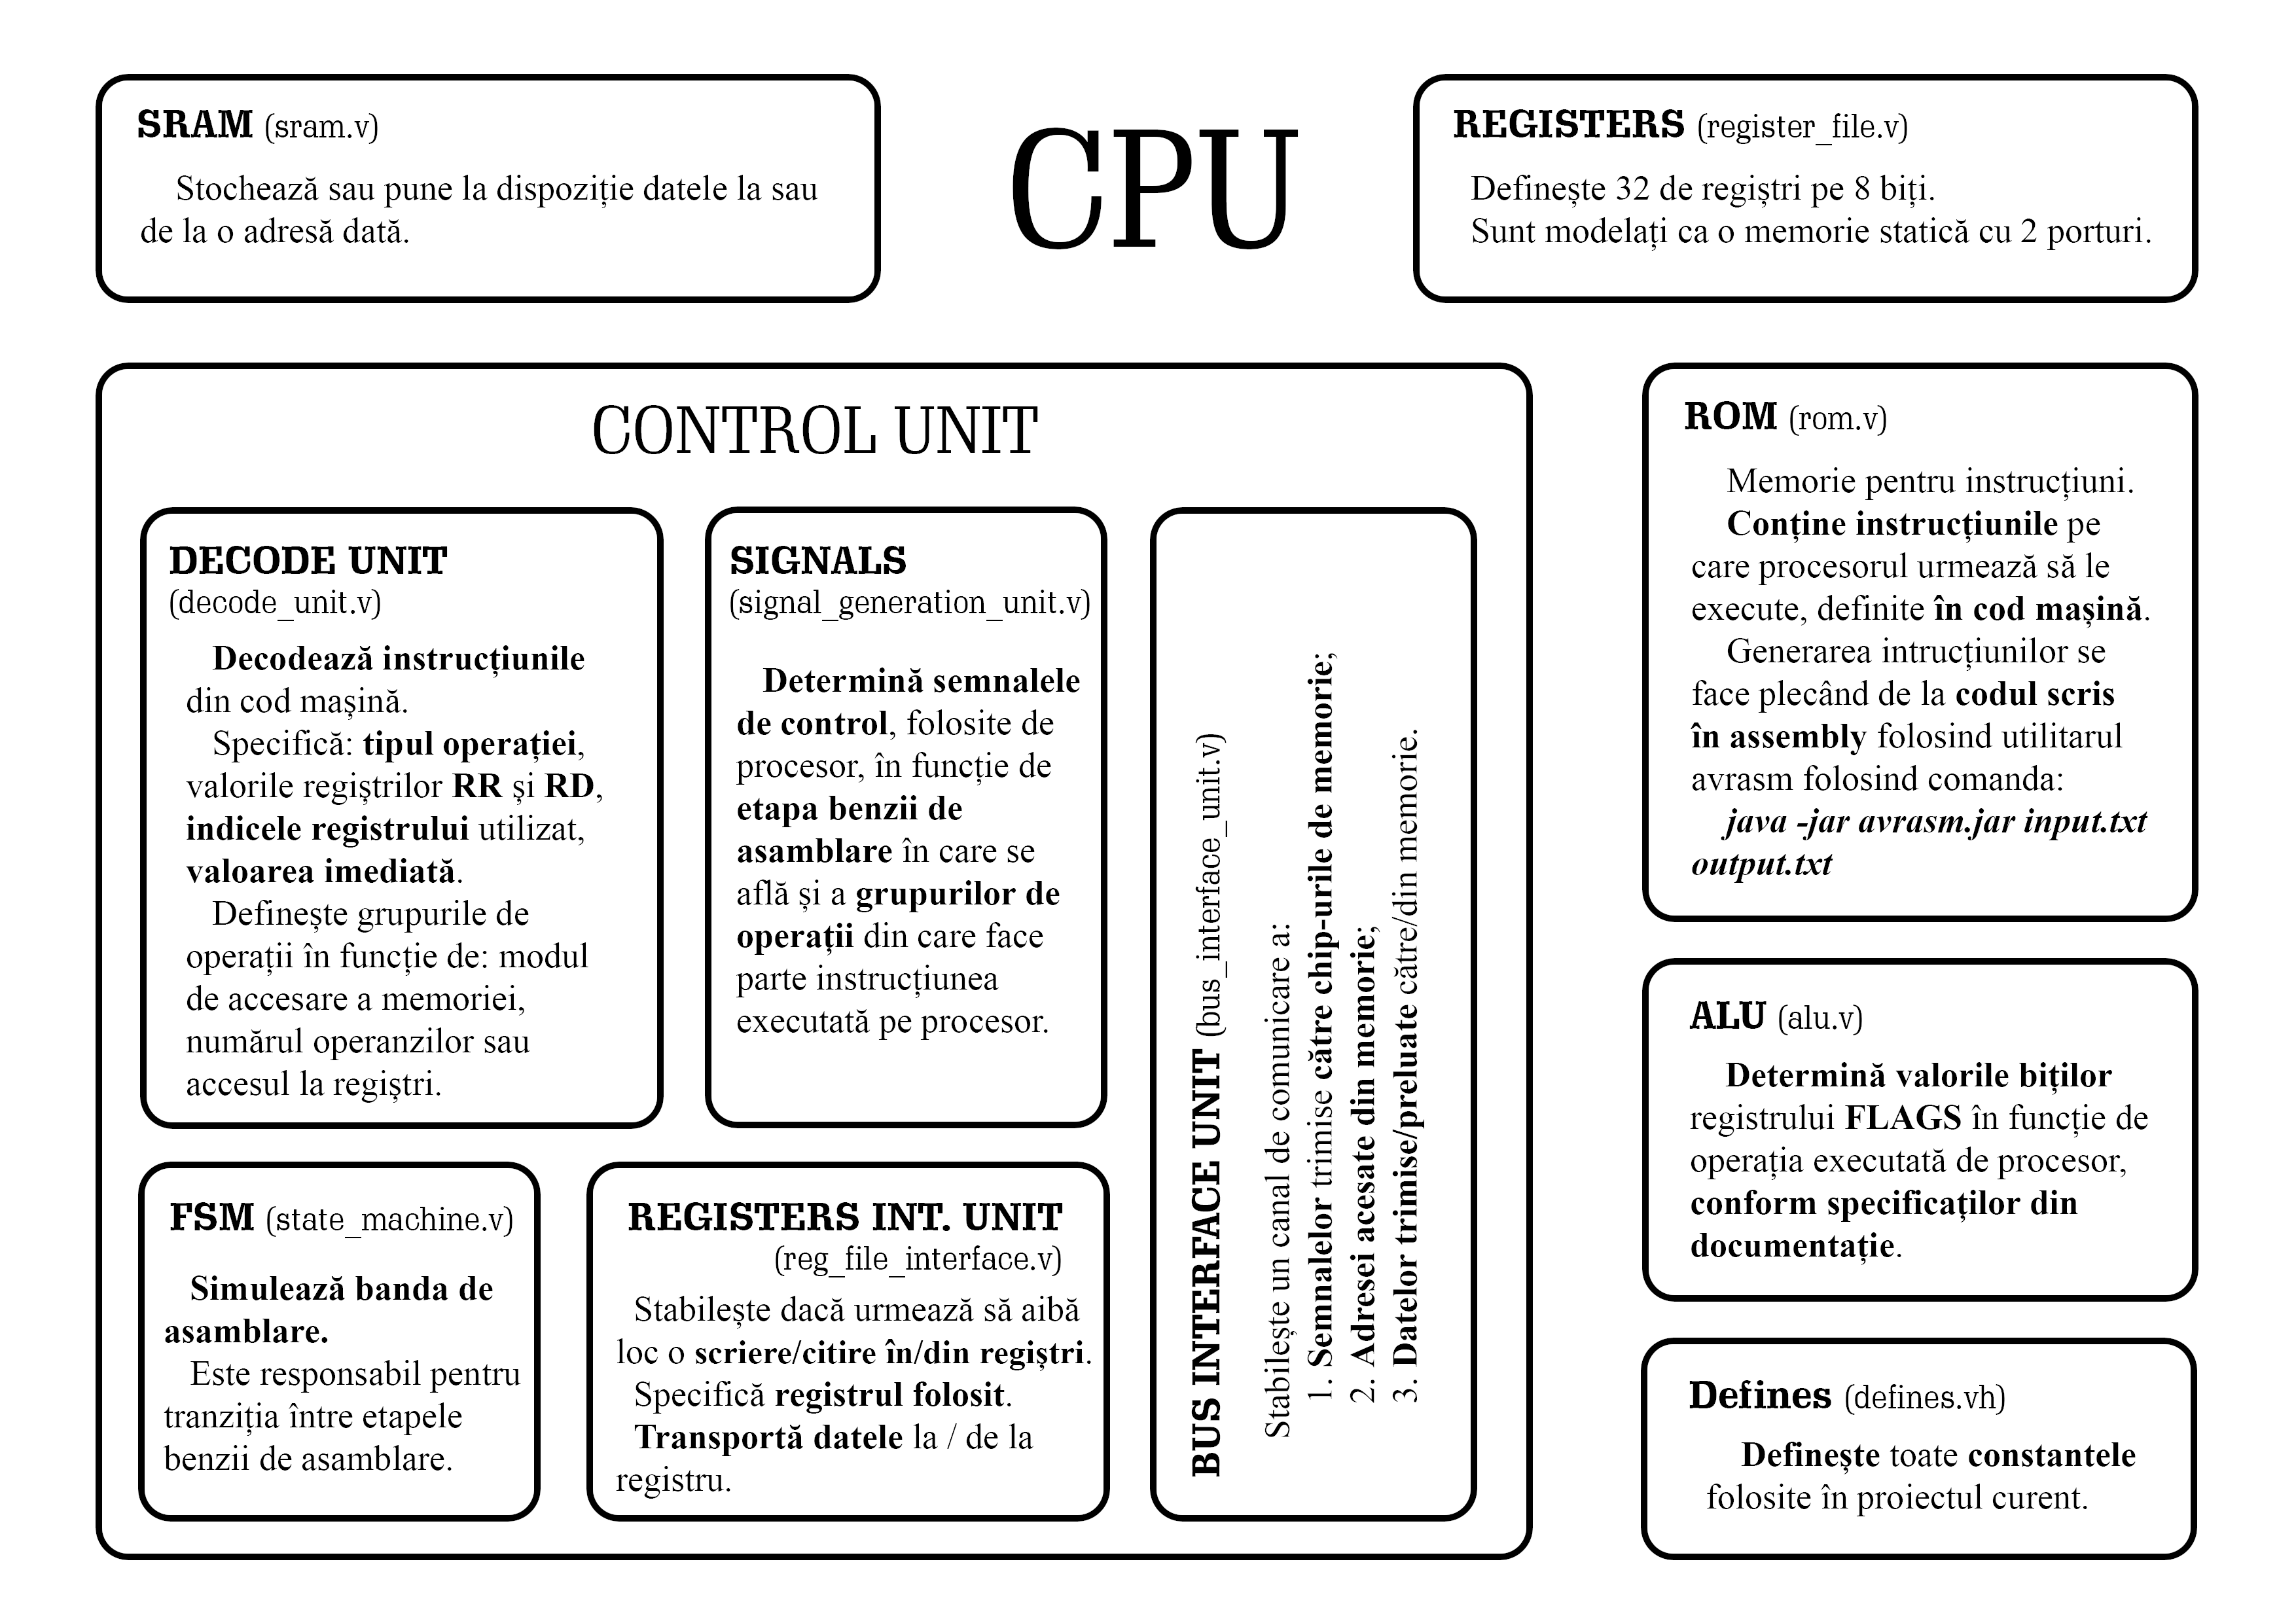 SRAM (sram.v)
Stochează sau pune la dispoziție datele la sau
de la o adresă dată.
CPU
REGISTERS (register_file.v)
Definește 32 de regiștri pe 8 biți.
Sunt modelați ca o memorie statică cu 2 porturi.
CONTROL UNIT
DECODE UNIT
(decode_unit.v)
Decodează instrucțiunile
din cod mașină.
Specifică: tipul operației,
valorile regiștrilor RR și RD,
indicele registrului utilizat,
valoarea imediată.
Definește grupurile de
operații în funcție de: modul
de accesare a memoriei,
numărul operanzilor sau
accesul la regiștri.
SIGNALS
(signal_generation_unit.v)
Determină semnalele
de control, folosite de
procesor, în funcție de
etapa benzii de
asamblare în care se
află și a grupurilor de
operații din care face
parte instrucțiunea
executată pe procesor.
FSM (state_machine.v)
Simulează banda de
asamblare.
Este responsabil pentru
tranziția între etapele
benzii de asamblare.
REGISTERS INT. UNIT
(reg_file_interface.v)
Stabilește dacă urmează să aibă
loc o scriere/citire în/din regiștri.
Specifică registrul folosit.
Transportă datele la / de la
registru.
BUS INTERFACE UNIT (bus_interface_unit.v)
Stabilește un canal de comunicare a:
1. Semnalelor trimise către chip-urile de memorie;
2. Adresei acesate din memorie;
3. Datelor trimise/preluate către/din memorie.
ROM (rom.v)
Memorie pentru instrucțiuni.
Conține instrucțiunile pe
care procesorul urmează să le
execute, definite în cod mașină.
Generarea intrucțiunilor se
face plecând de la codul scris
în assembly folosind utilitarul
avrasm folosind comanda:
java -jar avrasm.jar input.txt
output.txt
ALU (alu.v)
Determină valorile biților
registrului FLAGS în funcție de
operația executată de procesor,
conform specificaților din
documentație.
Defines (defines.vh)
Definește toate constantele
folosite în proiectul curent.